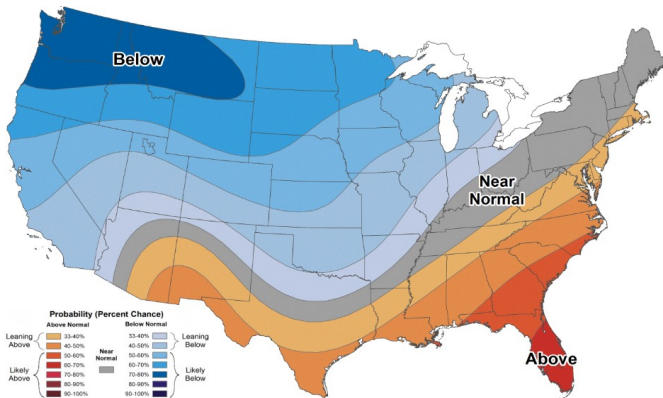 Below
Near
Normal
Above
Probability (Percent Chance)
Above Normal Below Normal
Leaning
Above
33-40% 33-40%
40-50% 40-50%
Leaning
Below
Likely
Above
50-60% 50-60%
60-70% 60-70%
70-80% 70-80%
80-90% 80-90%
90-100% 90-100%
Near
Normal
Likely
Below